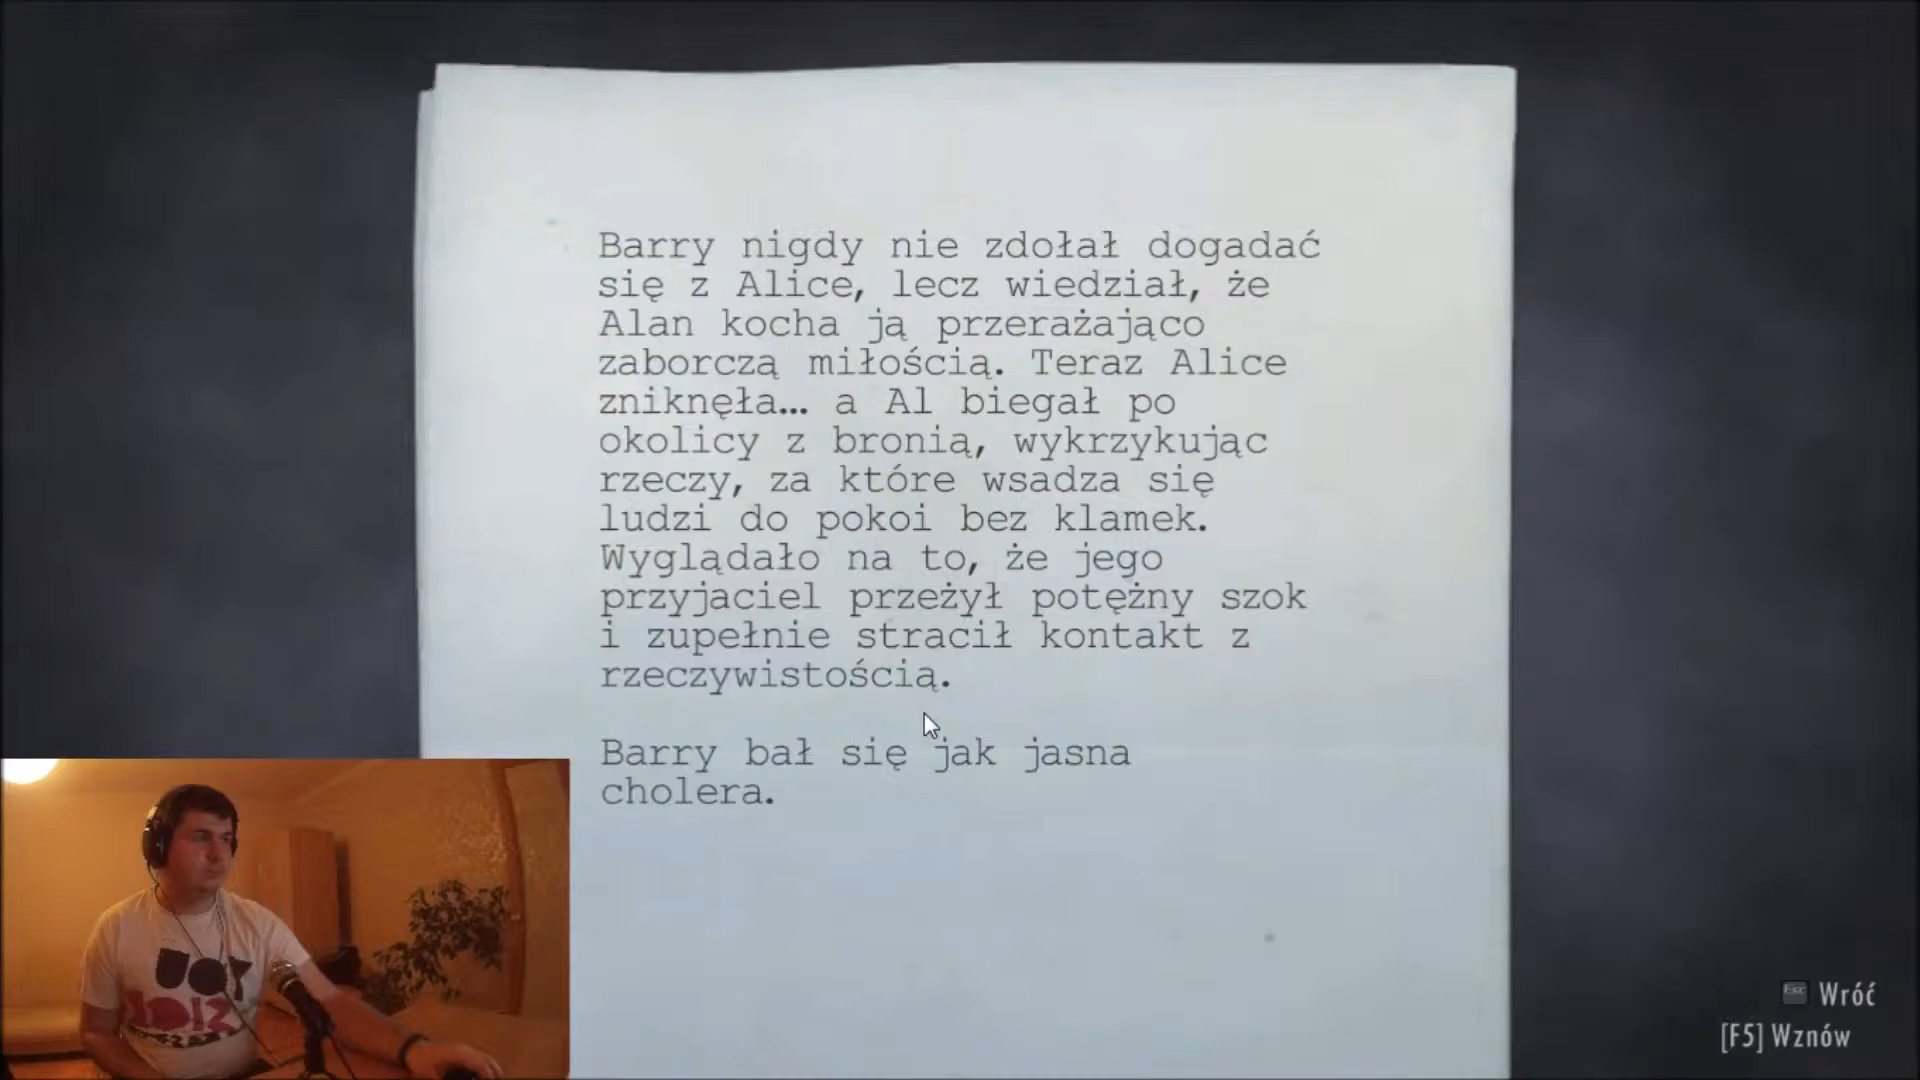 Barry nigdy nie zdołał dogadać
się z Alice, lecz wiedział, że
Alan kocha ją przerażająco
zaborczą miłością. Teraz Alice
zniknęła… a Al biegał po
okolicy z bronią, wykrzykując
rzeczy, za które wsadza się
ludzi do pokoi bez klamek.
Wyglądało na to, że jego
przyjaciel przeżył potężny szok
i zupełnie stracił kontakt z
rzeczywistością.
Barry bał się jak jasna
cholera.
Esc Wróć
[F5] Wznów